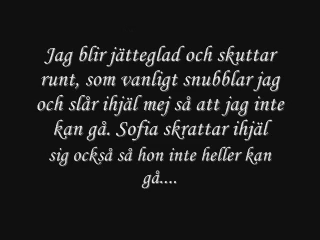 Jag blir jätteglad och skuttar
runt, som vanligt snubblar jag
och slår ihjäl mej så att jag inte
kan gå. Sofia skrattar ihjäl
sig också så hon inte heller kan
gå....